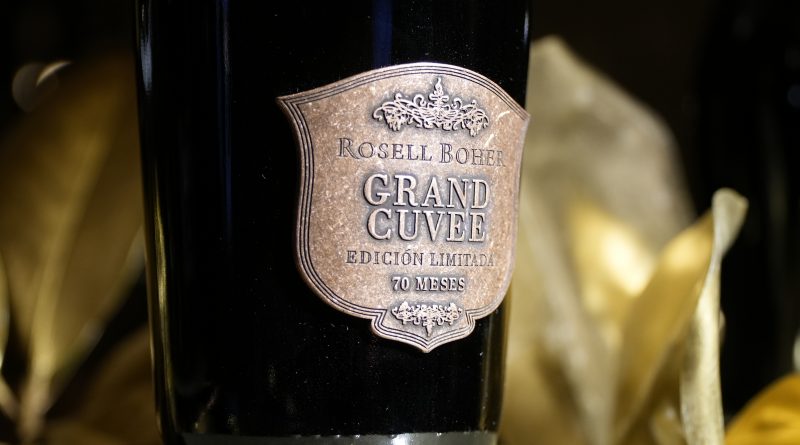 ROSELL BOHER
GRAND
CUVEE
EDICIÓN LIMITADA
70 MESES